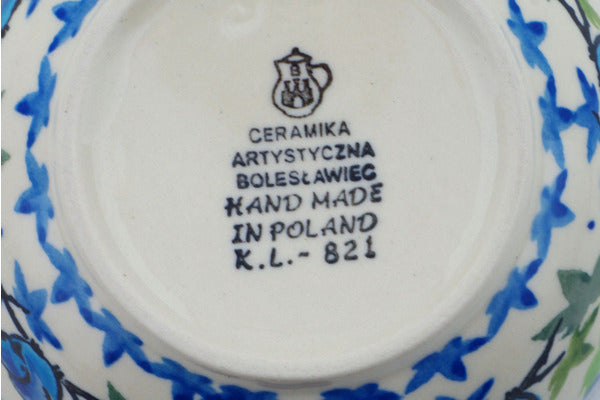 B
CERAMIKA
ARTYSTYCZNA
BOLESŁAWIEC
HAND MADE
IN POLAND
K.L.- 821